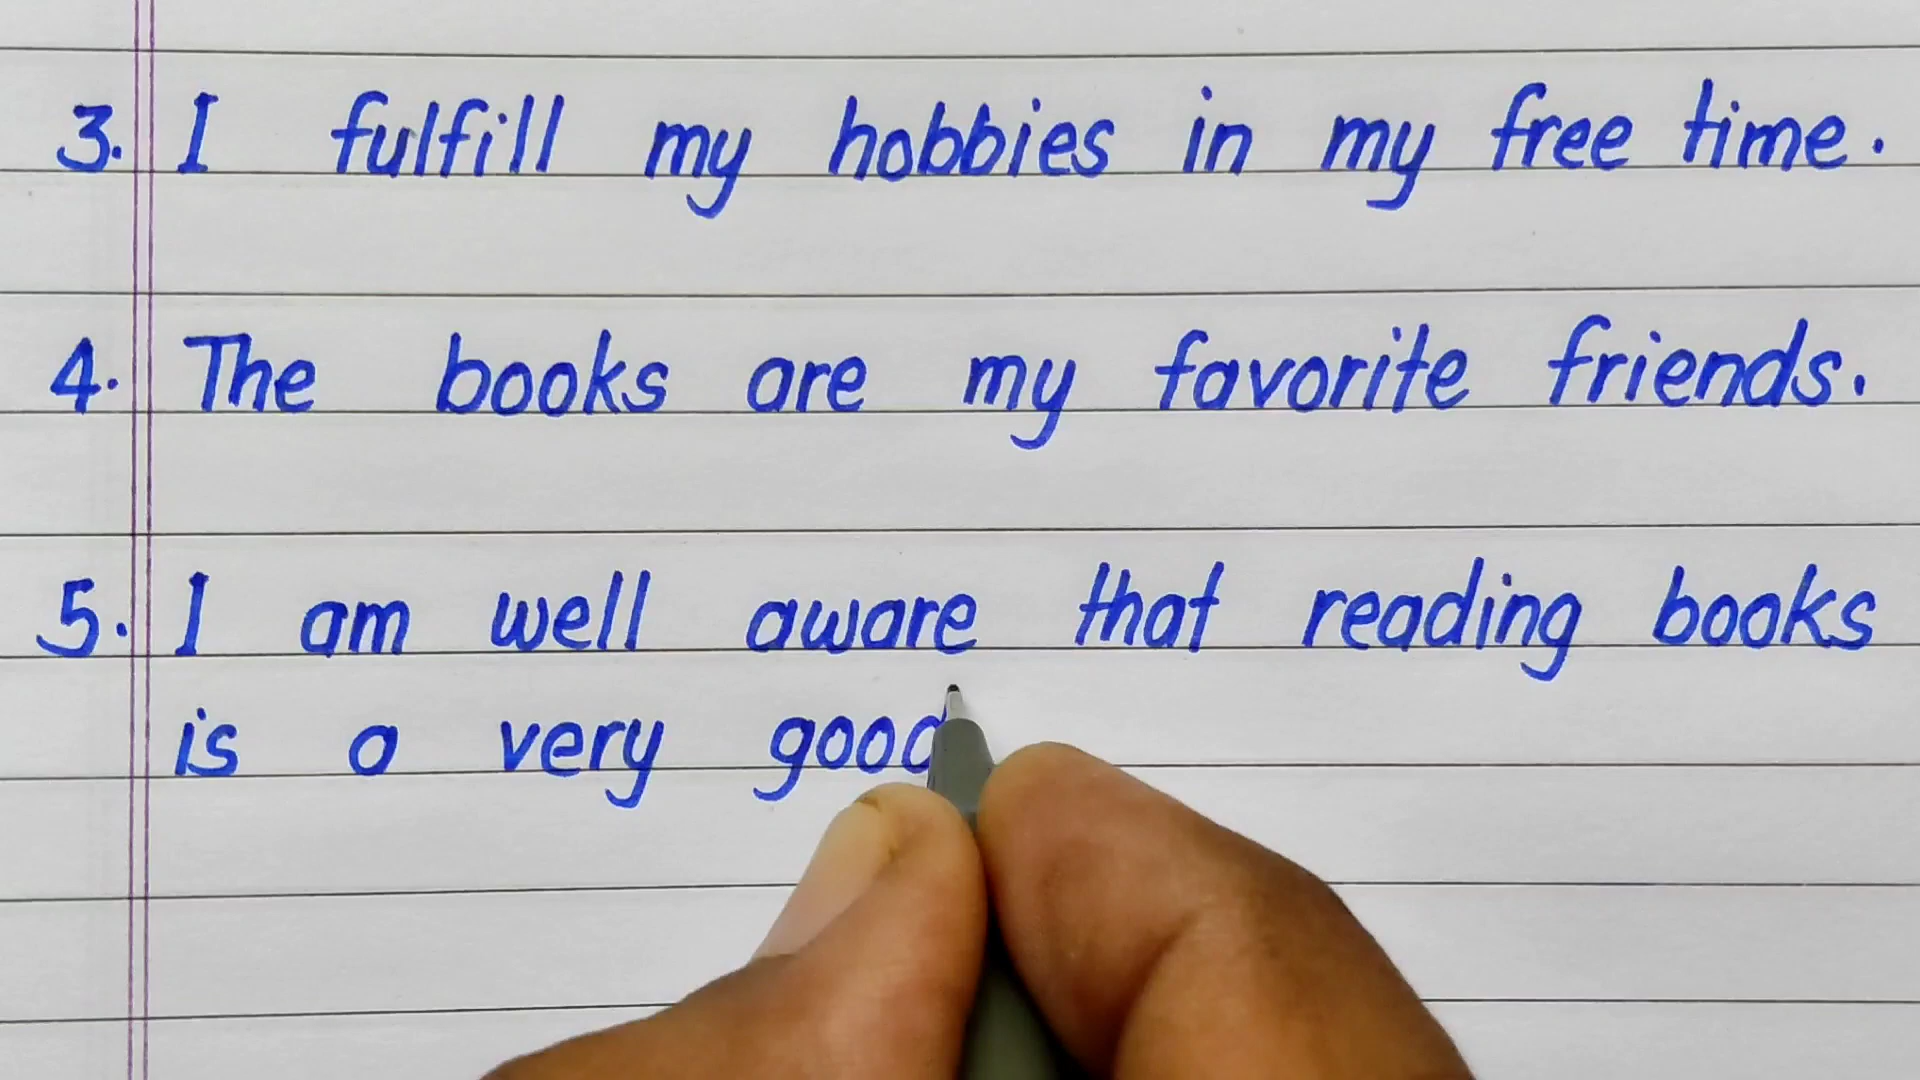 3. I fulfill my hobbies in my free time.
4. The books are my favorite friends.
5. I am well aware that reading books
is a very good